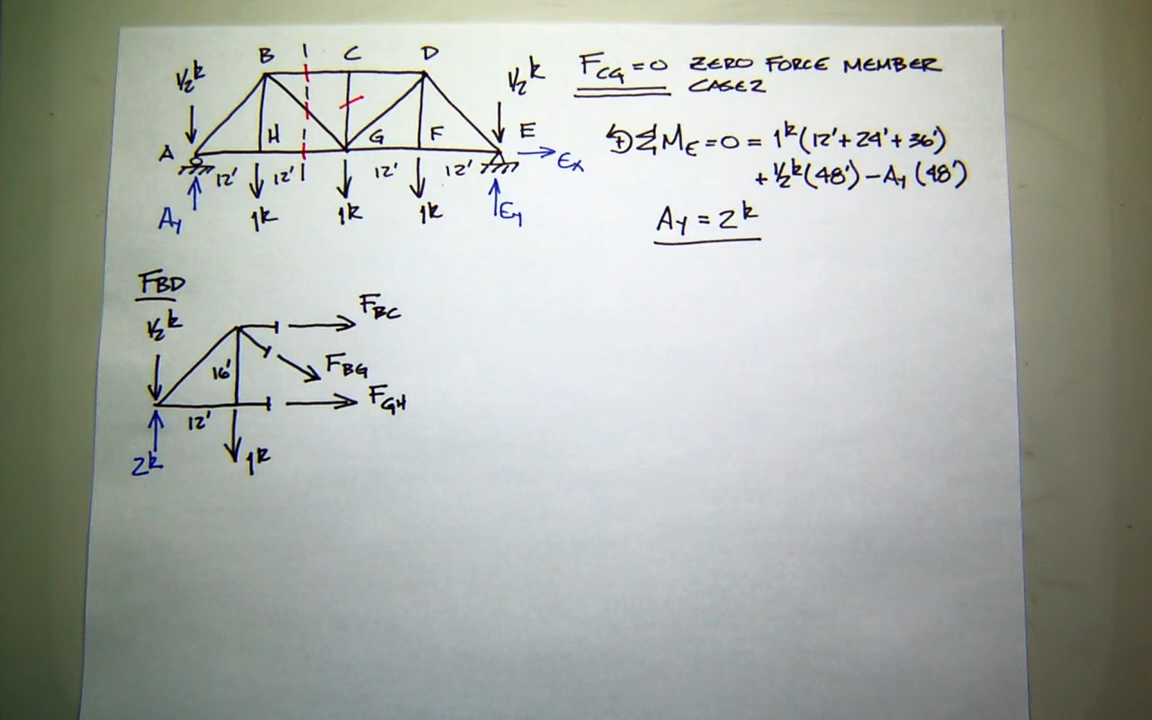 B C D
½k ½k
H G F E
A Ex
12' 12' 12' 12'
Ay 1k 1k 1k Ey
FCG = 0 ZERO FORCE MEMBER
CASE 2
↰) ΣME = 0 = 1k(12'+24'+36')
+ ½k(48') - Ay(48')
Ay = 2k
FBD
½k FBC
16' FBG
FGH
12'
2k 1k